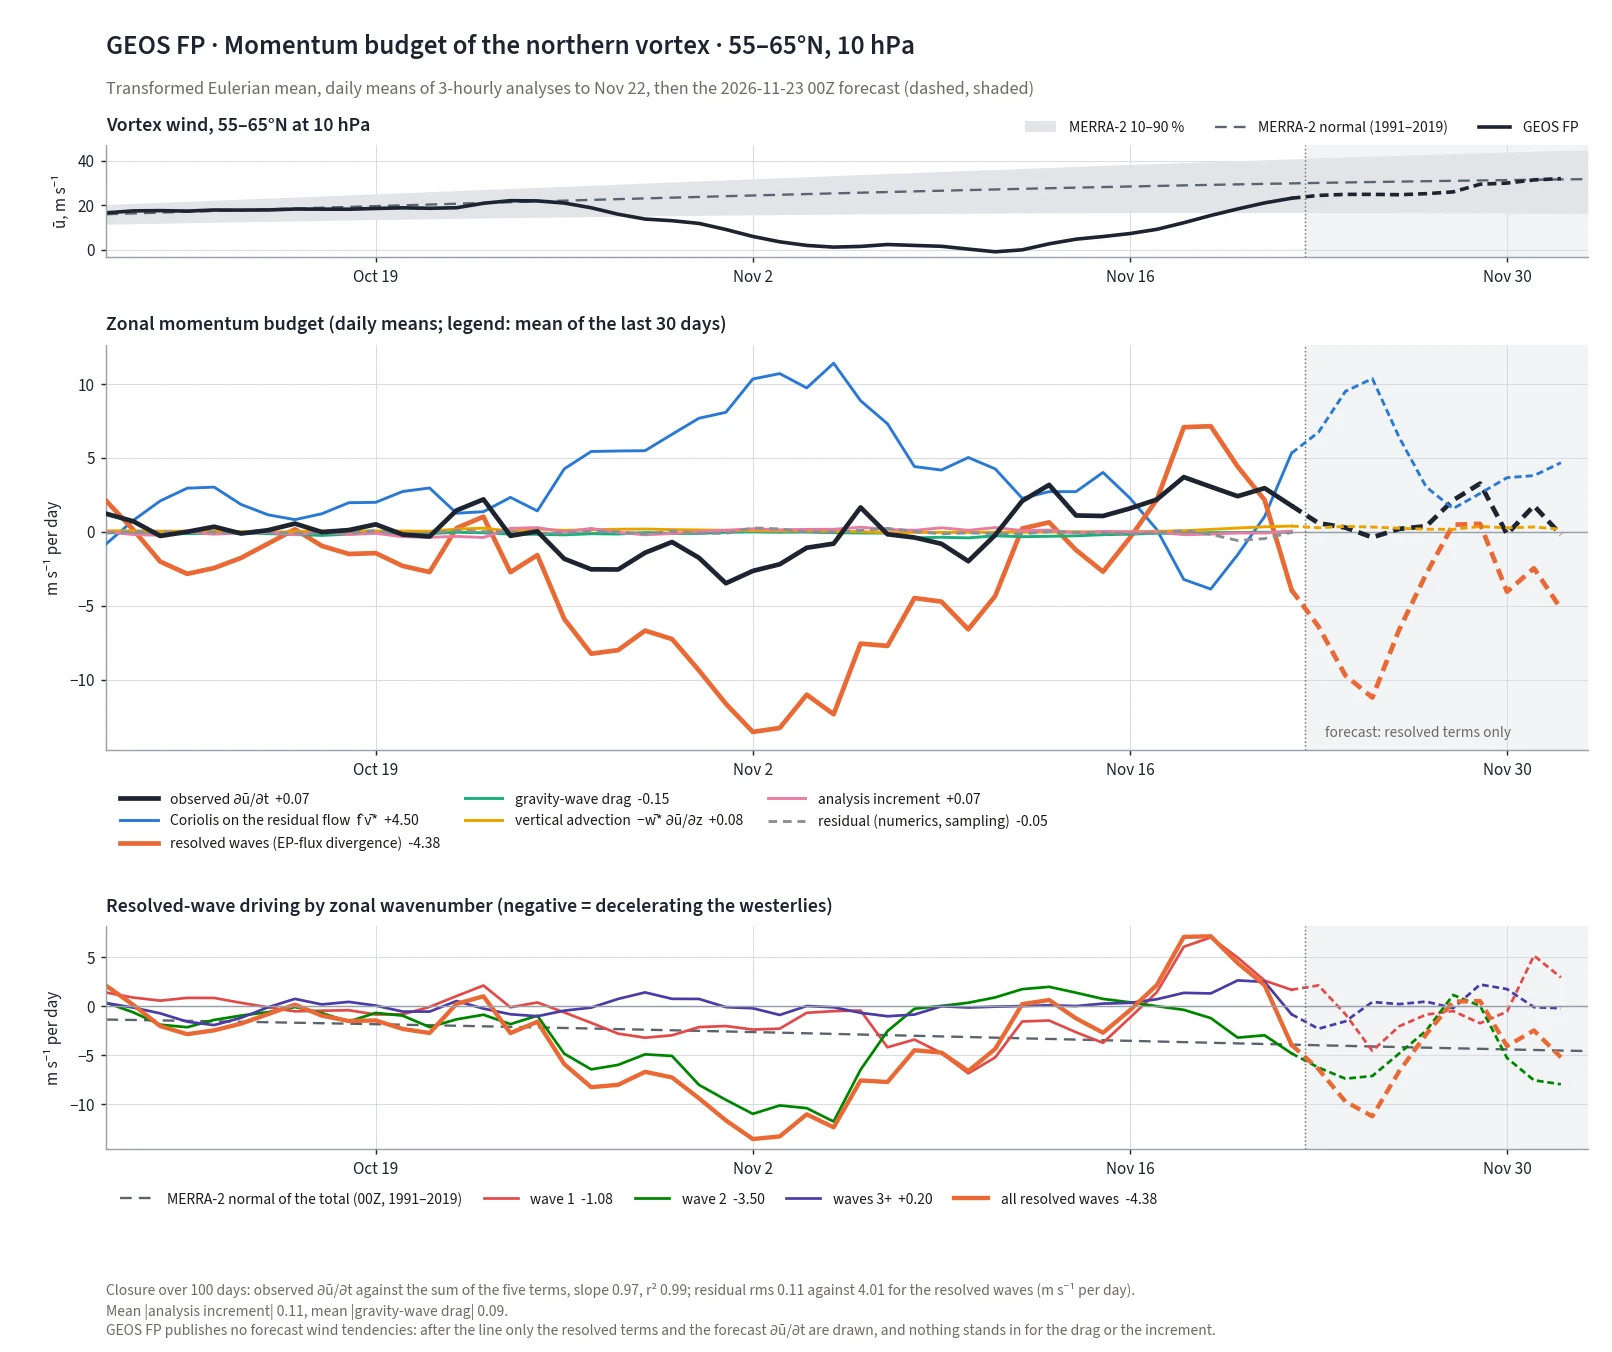 GEOS FP · Momentum budget of the northern vortex · 55–65°N, 10 hPa
Transformed Eulerian mean, daily means of 3-hourly analyses to Nov 22, then the 2026-11-23 00Z forecast (dashed, shaded)
Vortex wind, 55–65°N at 10 hPa
MERRA-2 10–90 %
MERRA-2 normal (1991–2019)
GEOS FP
ū, m s⁻¹
40
20
0
Oct 19
Nov 2
Nov 16
Nov 30
Zonal momentum budget (daily means; legend: mean of the last 30 days)
m s⁻¹ per day
10
5
0
−5
−10
forecast: resolved terms only
Oct 19
Nov 2
Nov 16
Nov 30
observed ∂ū/∂t +0.07
Coriolis on the residual flow f v̄* +4.50
resolved waves (EP-flux divergence) -4.38
gravity-wave drag -0.15
vertical advection −w̄* ∂ū/∂z +0.08
analysis increment +0.07
residual (numerics, sampling) -0.05
Resolved-wave driving by zonal wavenumber (negative = decelerating the westerlies)
m s⁻¹ per day
5
0
−5
−10
Oct 19
Nov 2
Nov 16
Nov 30
MERRA-2 normal of the total (00Z, 1991–2019)
wave 1 -1.08
wave 2 -3.50
waves 3+ +0.20
all resolved waves -4.38
Closure over 100 days: observed ∂ū/∂t against the sum of the five terms, slope 0.97, r² 0.99; residual rms 0.11 against 4.01 for the resolved waves (m s⁻¹ per day).
Mean |analysis increment| 0.11, mean |gravity-wave drag| 0.09.
GEOS FP publishes no forecast wind tendencies: after the line only the resolved terms and the forecast ∂ū/∂t are drawn, and nothing stands in for the drag or the increment.